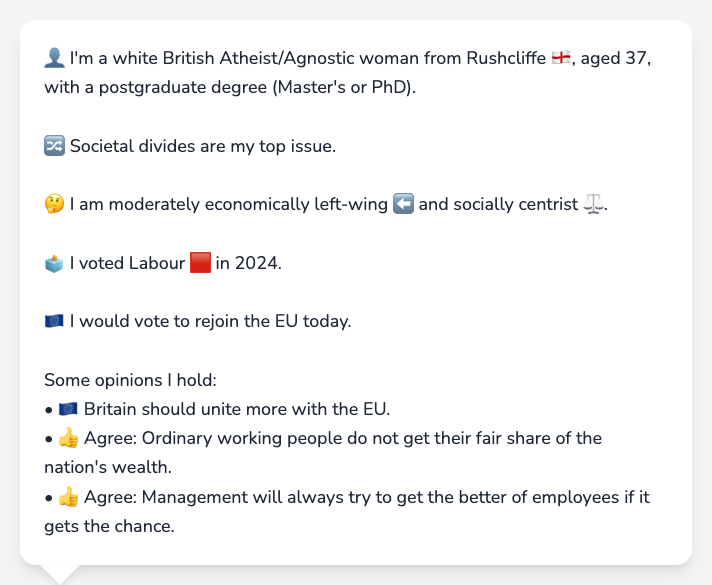 👤 I'm a white British Atheist/Agnostic woman from Rushcliffe 🏴󠁧󠁢󠁥󠁮󠁧󠁿, aged 37,
with a postgraduate degree (Master's or PhD).
🔀 Societal divides are my top issue.
🤔 I am moderately economically left-wing ⬅️ and socially centrist ⚖️.
🗳️ I voted Labour 🟥 in 2024.
🇪🇺 I would vote to rejoin the EU today.
Some opinions I hold:
• 🇪🇺 Britain should unite more with the EU.
• 👍 Agree: Ordinary working people do not get their fair share of the
nation's wealth.
• 👍 Agree: Management will always try to get the better of employees if it
gets the chance.